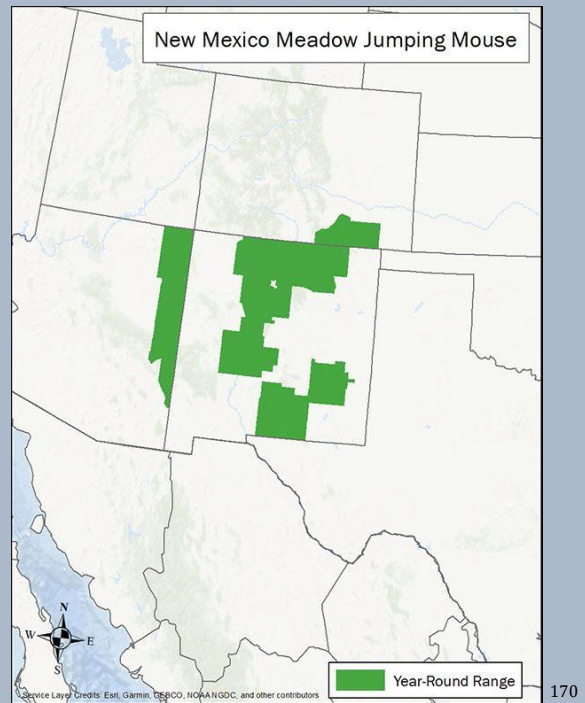 New Mexico Meadow Jumping Mouse
N
W
E
S
Year-Round Range
Service Layer Credits: Esri, Garmin, GEBCO, NOAA NGDC, and other contributors
170